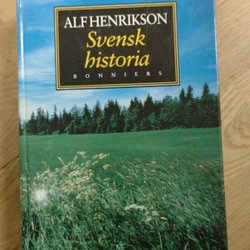 ALF HENRIKSON
Svensk
historia
BONNIERS